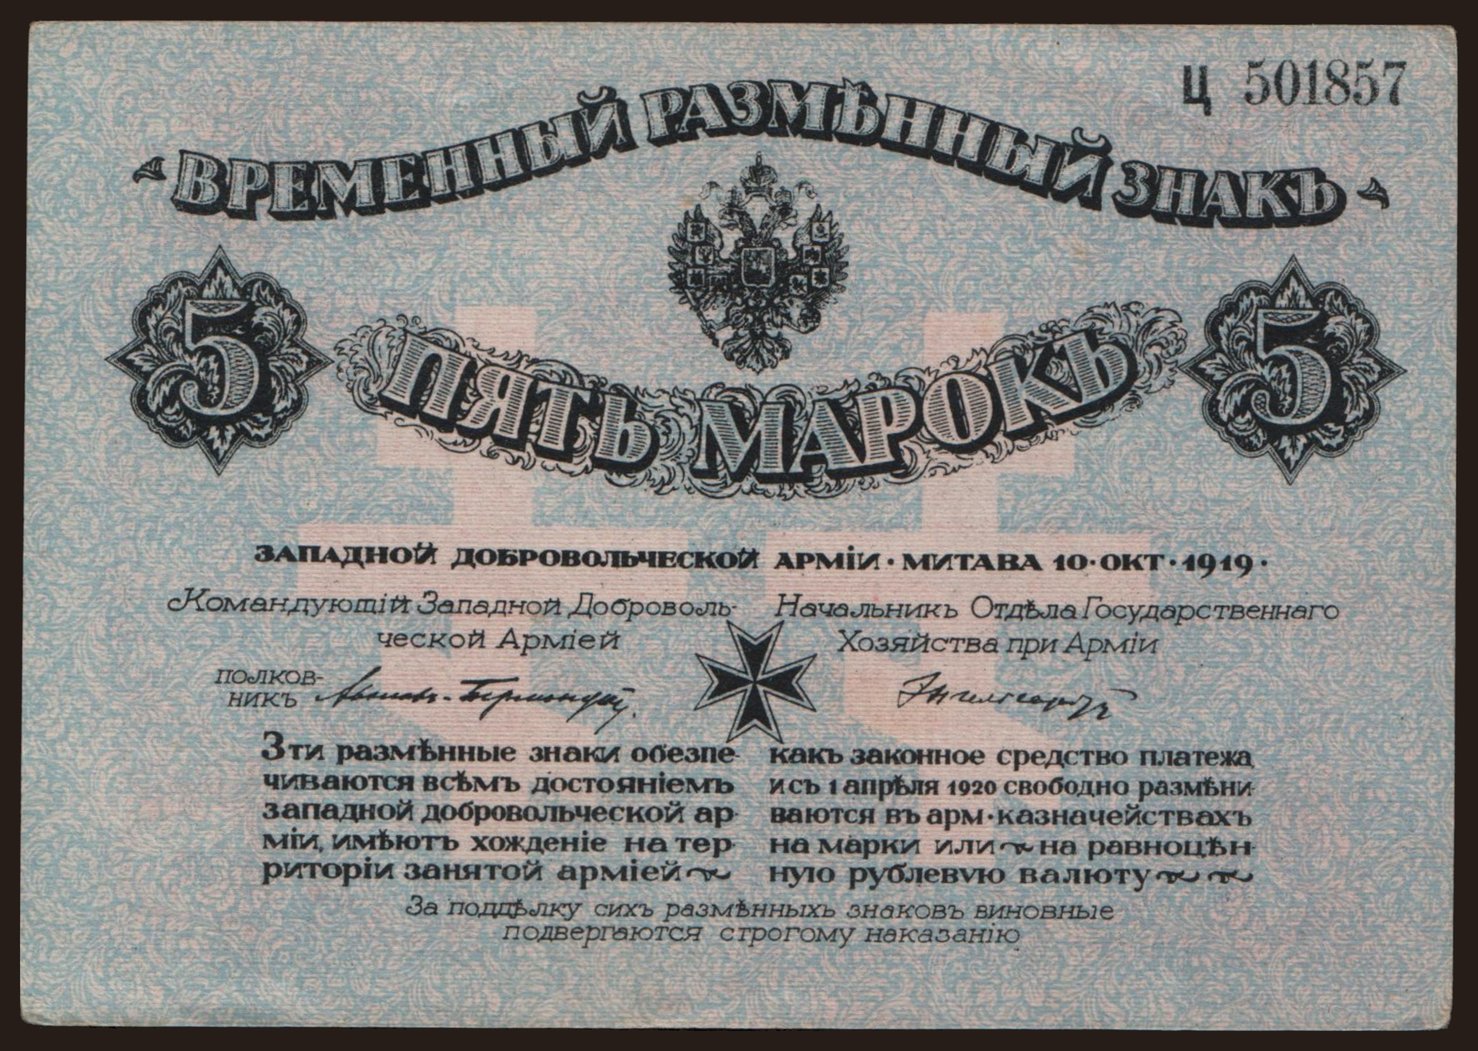 Ц 501857
ВРЕМЕННЫЙ РАЗМѢННЫЙ ЗНАКЪ
5
5
ПЯТЬ МАРОКЪ
ЗАПАДНОЙ ДОБРОВОЛЬЧЕСКОЙ АРМІИ · МИТАВА 10 · ОКТ · 1919 ·
Командующій Западной Доброволь-
ческой Арміей
полков-
никъ
Начальникъ Отдѣла Государственнаго
Хозяйства при Арміи
Эти размѣнные знаки обезпе-
чиваются всѣмъ достояніемъ
западной добровольческой ар-
міи, имѣютъ хожденіе на тер-
риторіи занятой арміей
какъ законное средство платежа
и съ 1 апрѣля 1920 свободно размѣни-
ваются въ арм · казначействахъ
на марки или на равноцѣн-
ную рублевую валюту
За поддѣлку сихъ размѣнныхъ знаковъ виновные
подвергаются строгому наказанію